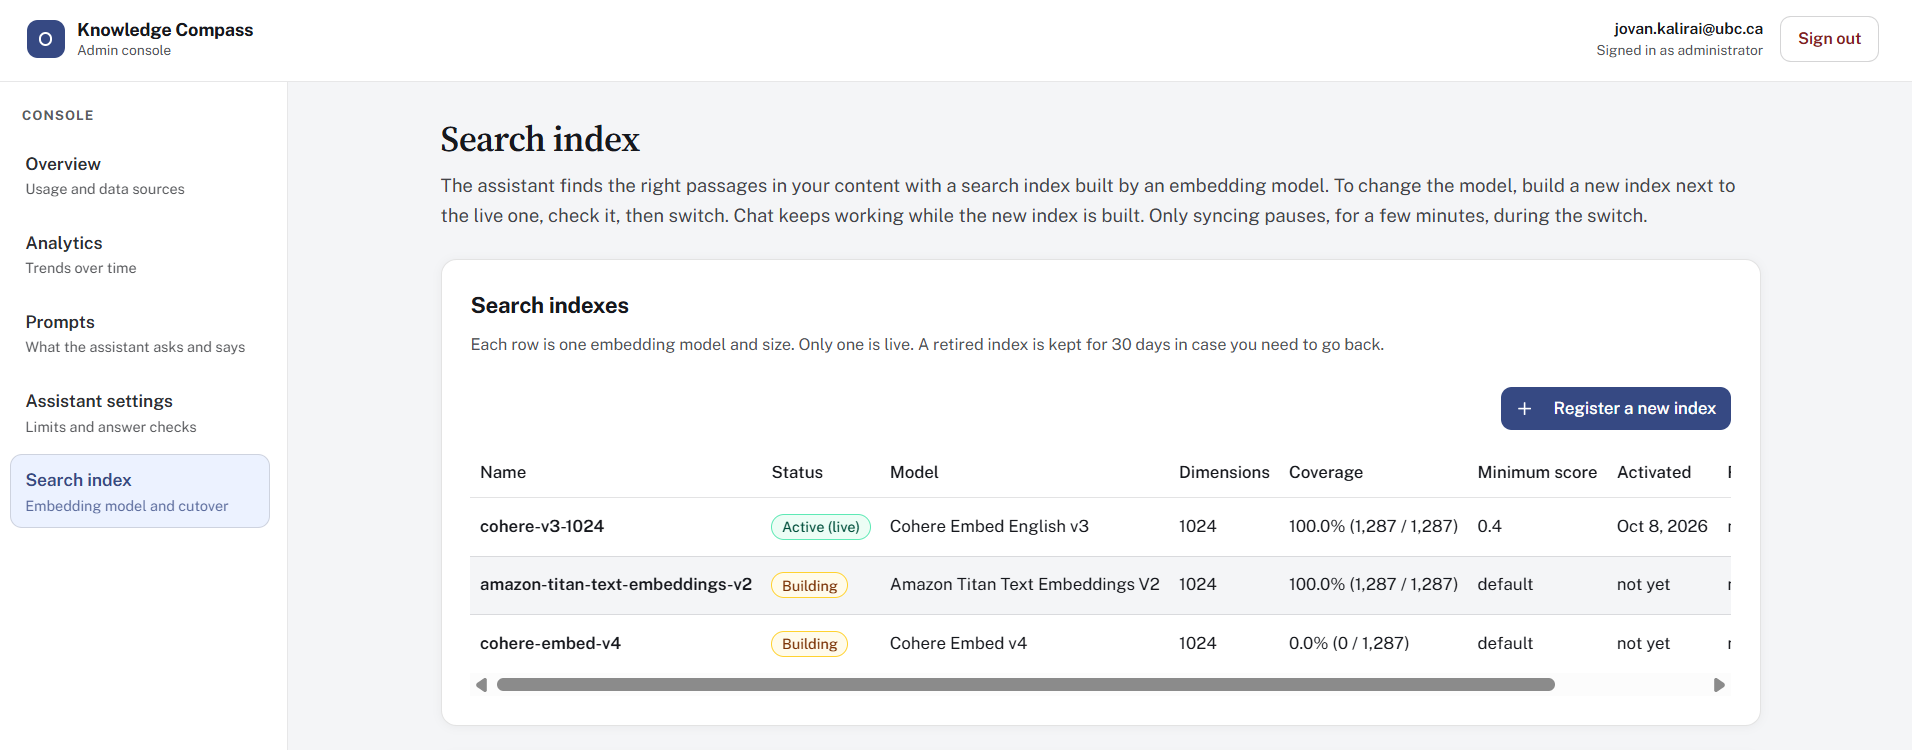 Knowledge Compass
Admin console
jovan.kalirai@ubc.ca
Signed in as administrator
Sign out
CONSOLE
Overview
Usage and data sources
Analytics
Trends over time
Prompts
What the assistant asks and says
Assistant settings
Limits and answer checks
Search index
Embedding model and cutover
Search index
The assistant finds the right passages in your content with a search index built by an embedding model. To change the model, build a new index next to
the live one, check it, then switch. Chat keeps working while the new index is built. Only syncing pauses, for a few minutes, during the switch.
Search indexes
Each row is one embedding model and size. Only one is live. A retired index is kept for 30 days in case you need to go back.
+ Register a new index
Name Status Model Dimensions Coverage Minimum score Activated
cohere-v3-1024 Active (live) Cohere Embed English v3 1024 100.0% (1,287 / 1,287) 0.4 Oct 8, 2026
amazon-titan-text-embeddings-v2 Building Amazon Titan Text Embeddings V2 1024 100.0% (1,287 / 1,287) default not yet
cohere-embed-v4 Building Cohere Embed v4 1024 0.0% (0 / 1,287) default not yet